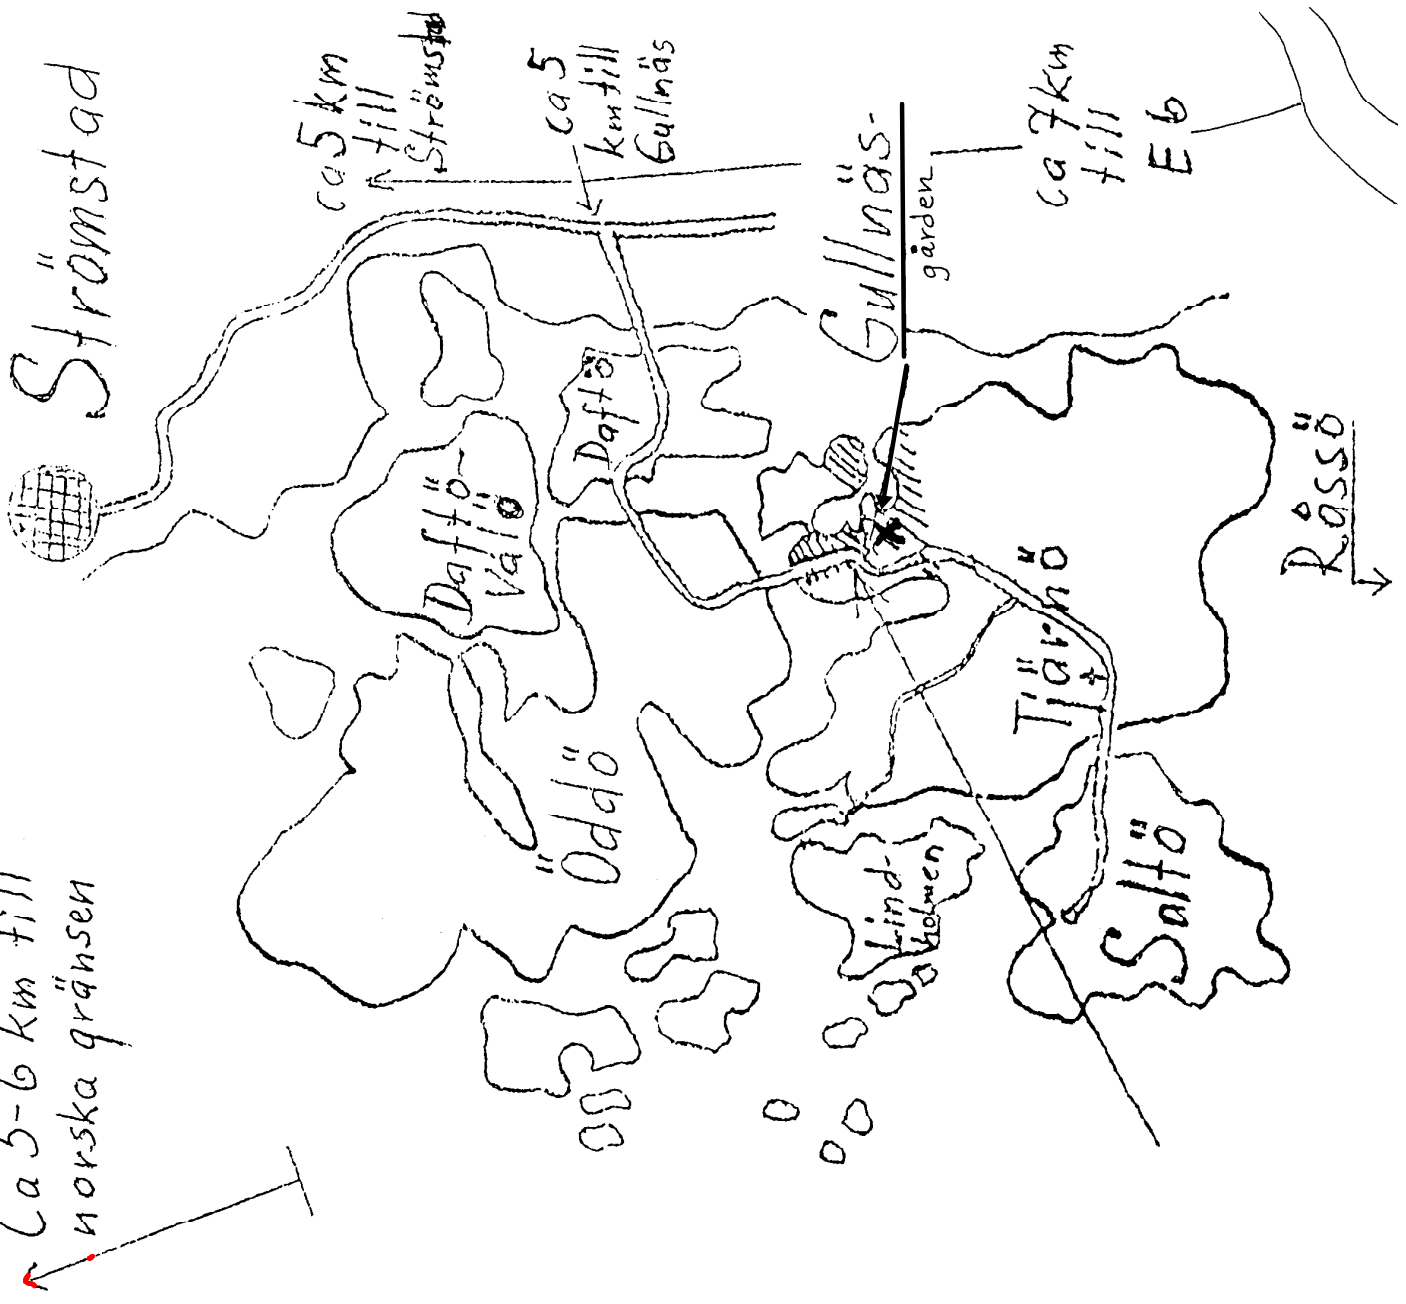 Strömstad
ca 5 km
till
Strömstad
ca 5
km till
Gullnäs
Gullnäs-
gården
ca 7 km
till
E6
Daftö
Daftö-
Valö
Öddö
Tjärnö
Råssö
Lind-
holmen
Saltö
Ca 5-6 km till
norska gränsen